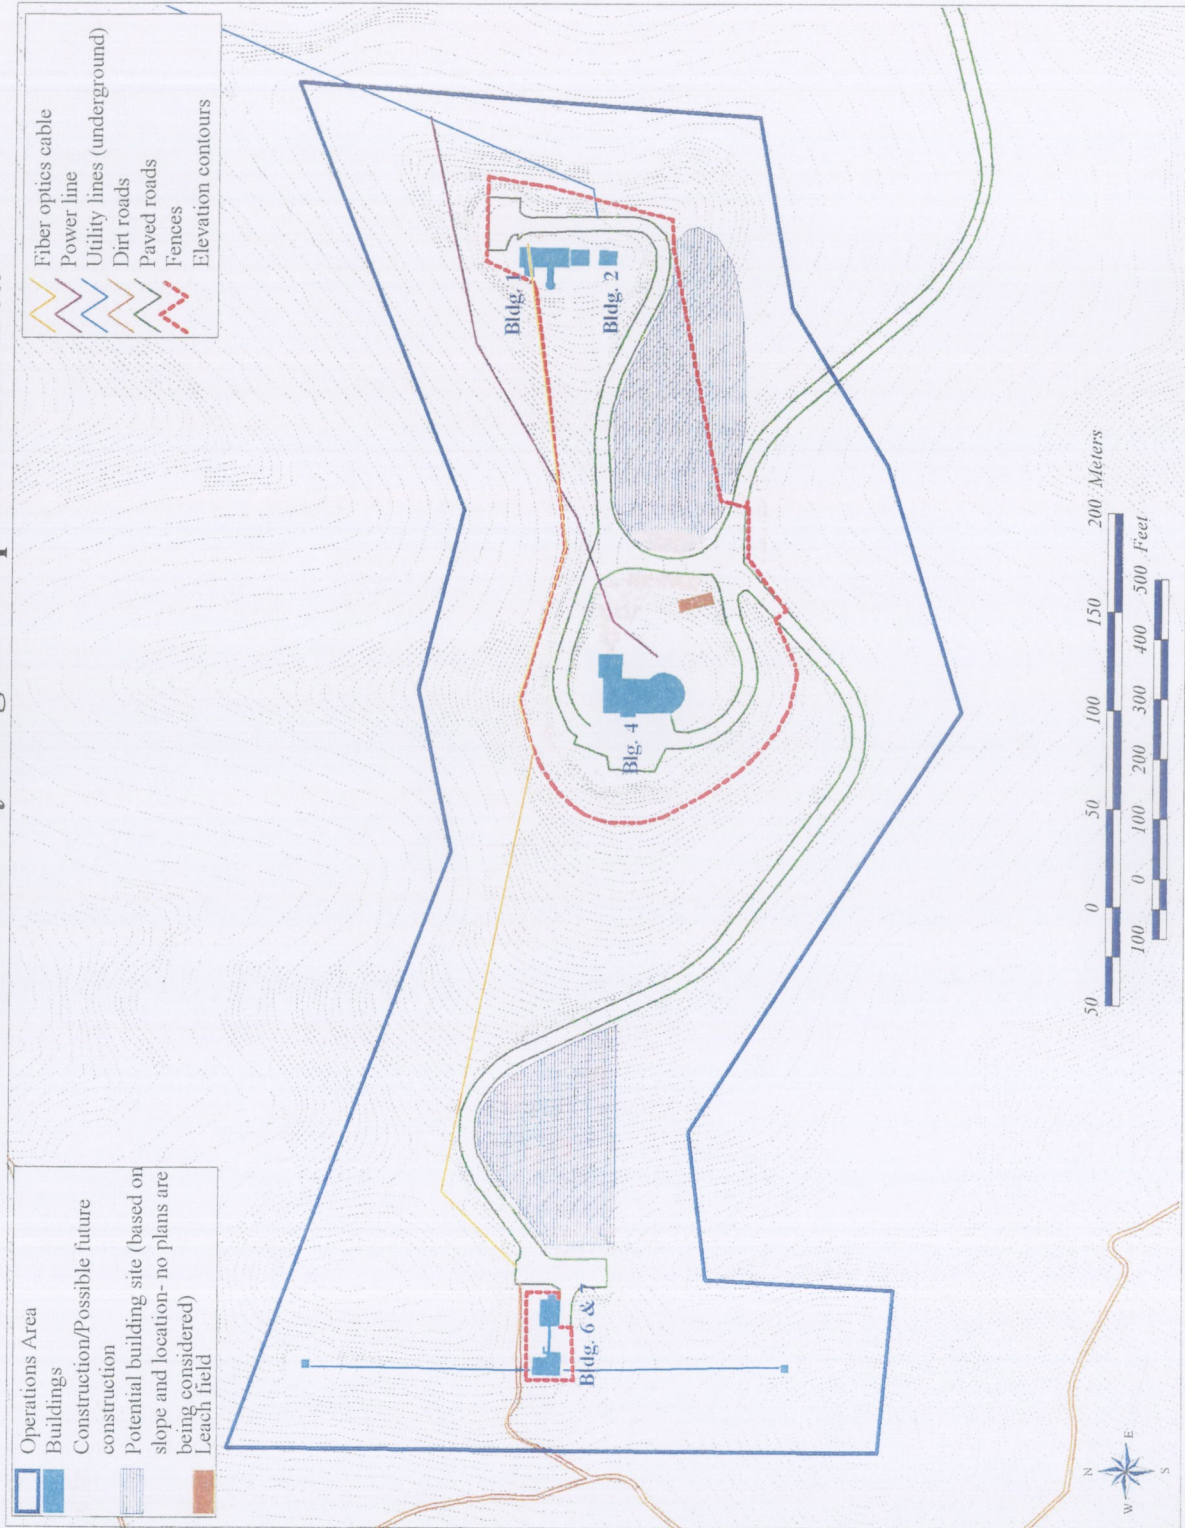 Operations Area
Buildings
Construction/Possible future
construction
Potential building site (based on
slope and location- no plans are
being considered)
Leach field
Fiber optics cable
Power line
Utility lines (underground)
Dirt roads
Paved roads
Fences
Elevation contours
Bldg. 1
Bldg. 2
Blg. 4
Bldg. 6 & 7
50 0 50 100 150 200 Meters
100 0 100 200 300 400 500 Feet
N
W E
S